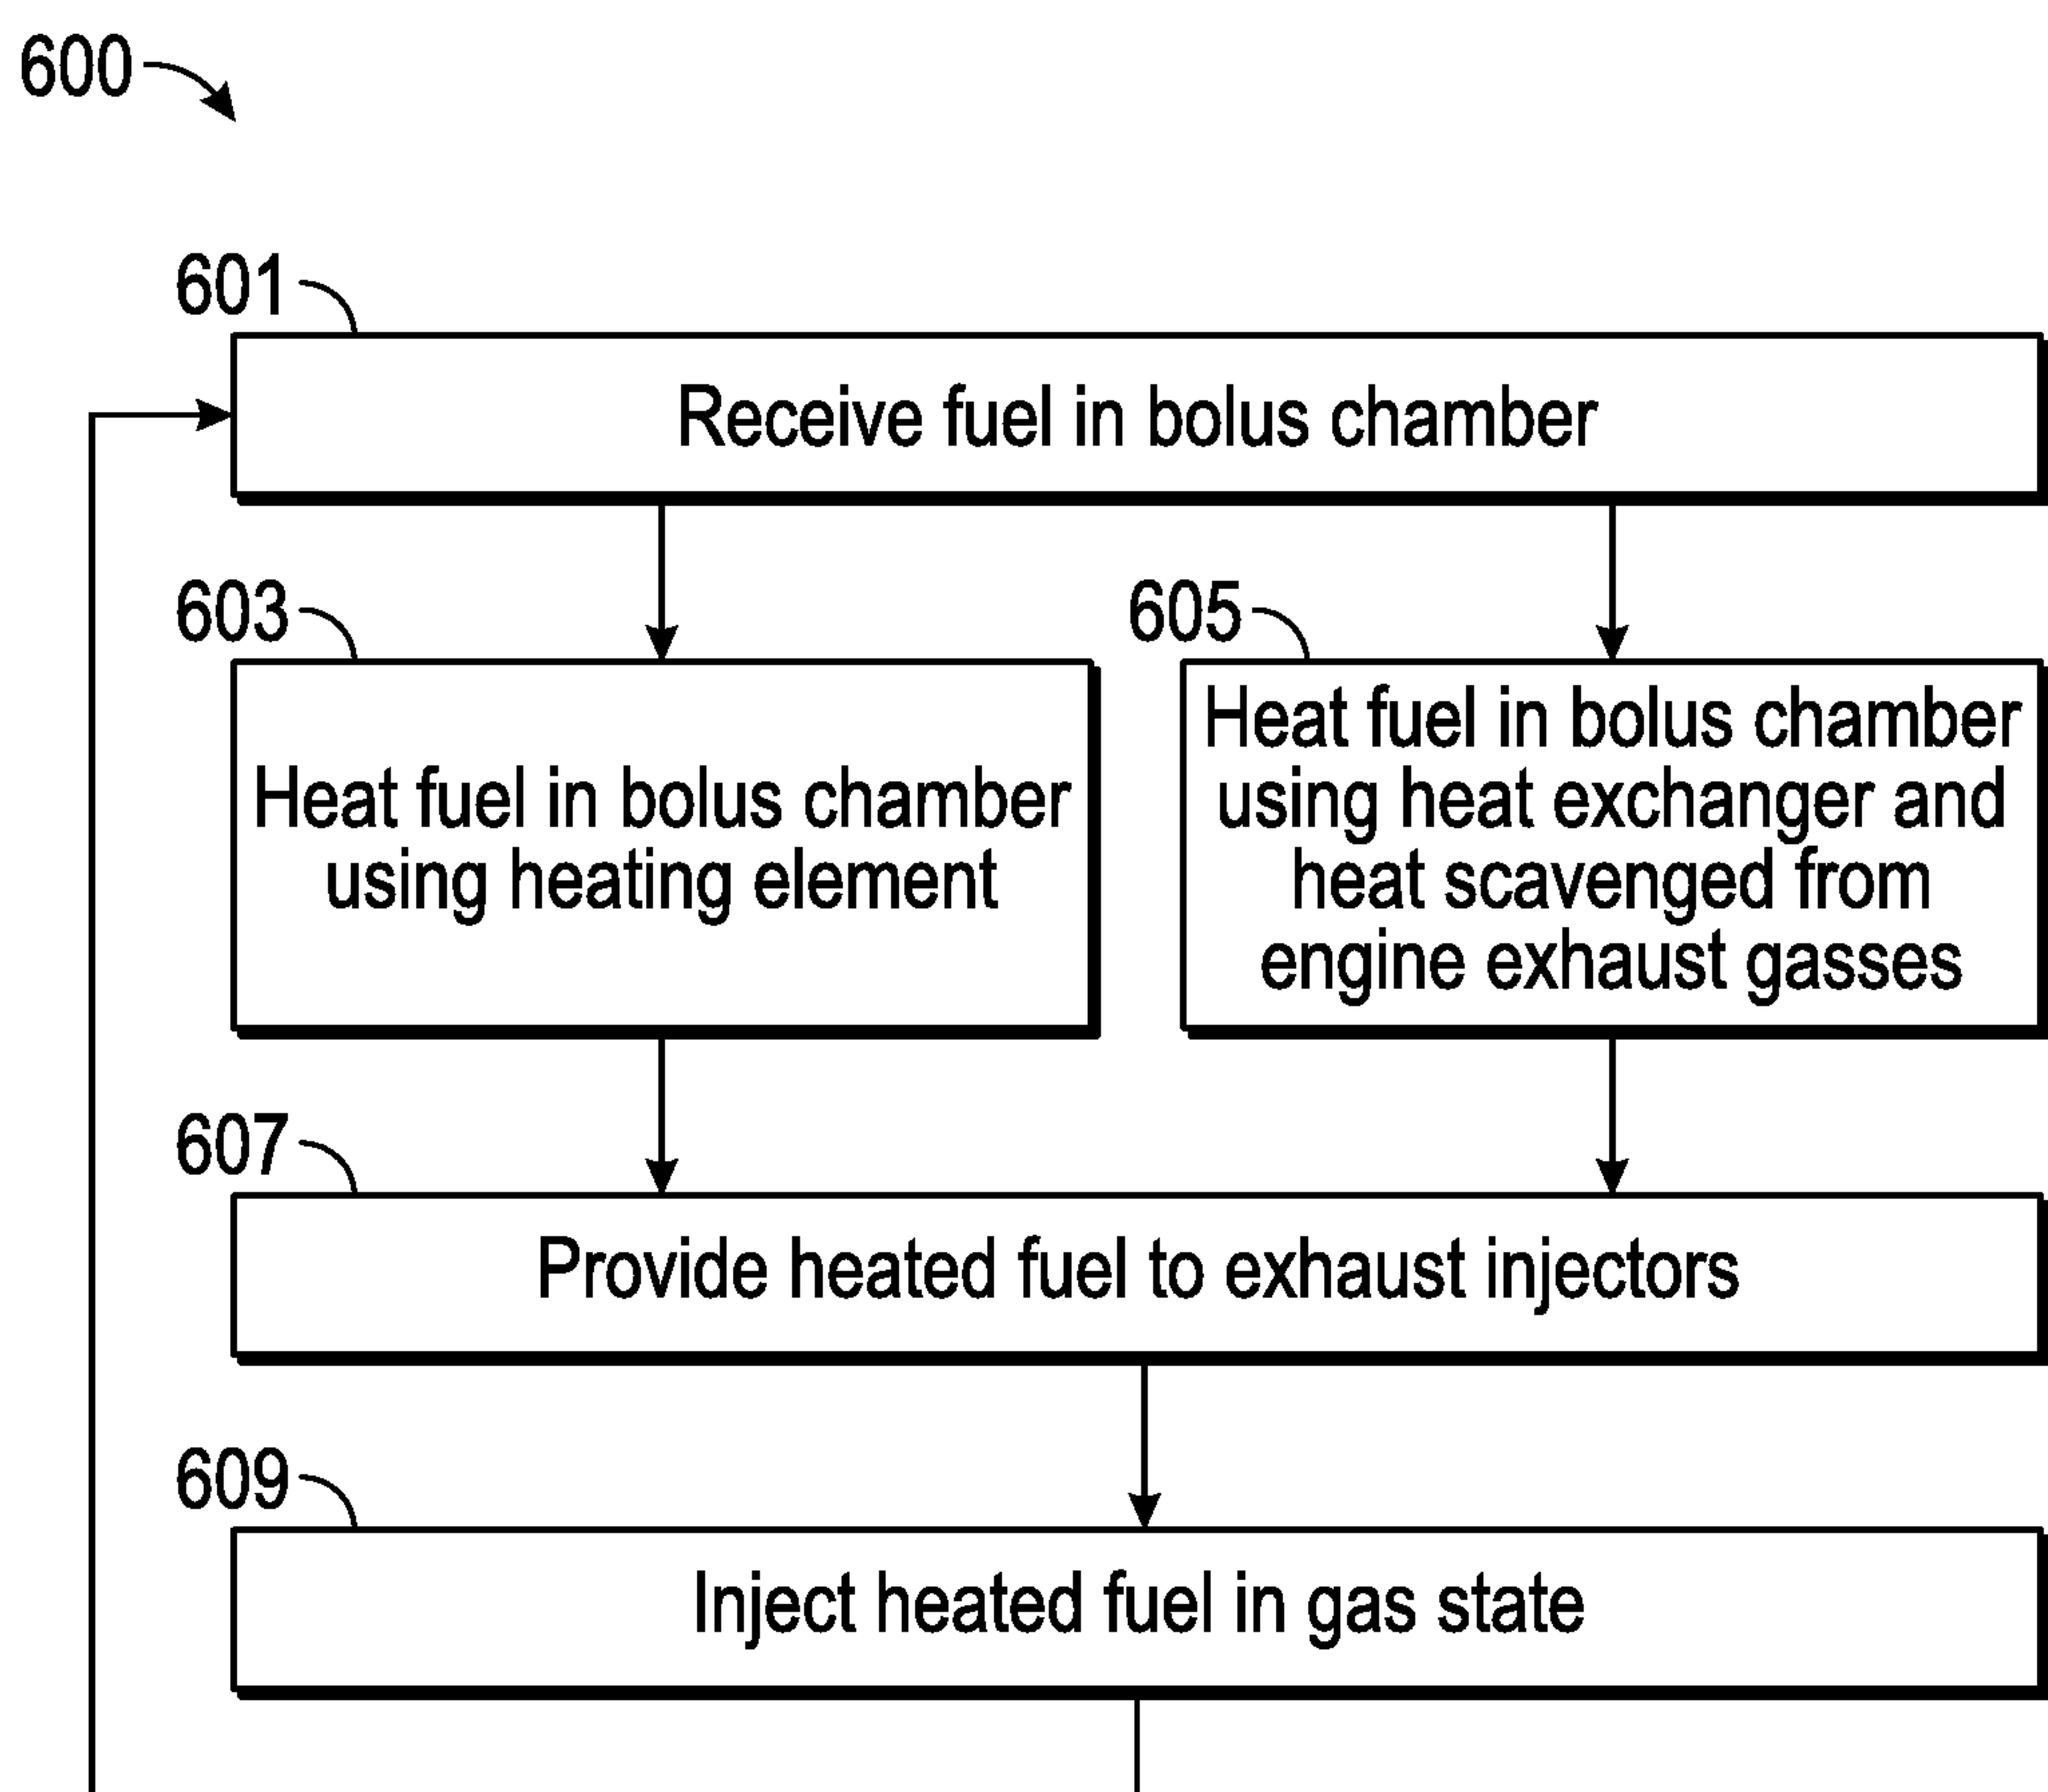 600
601
Receive fuel in bolus chamber
603
Heat fuel in bolus chamber
using heating element
605
Heat fuel in bolus chamber
using heat exchanger and
heat scavenged from
engine exhaust gasses
607
Provide heated fuel to exhaust injectors
609
Inject heated fuel in gas state